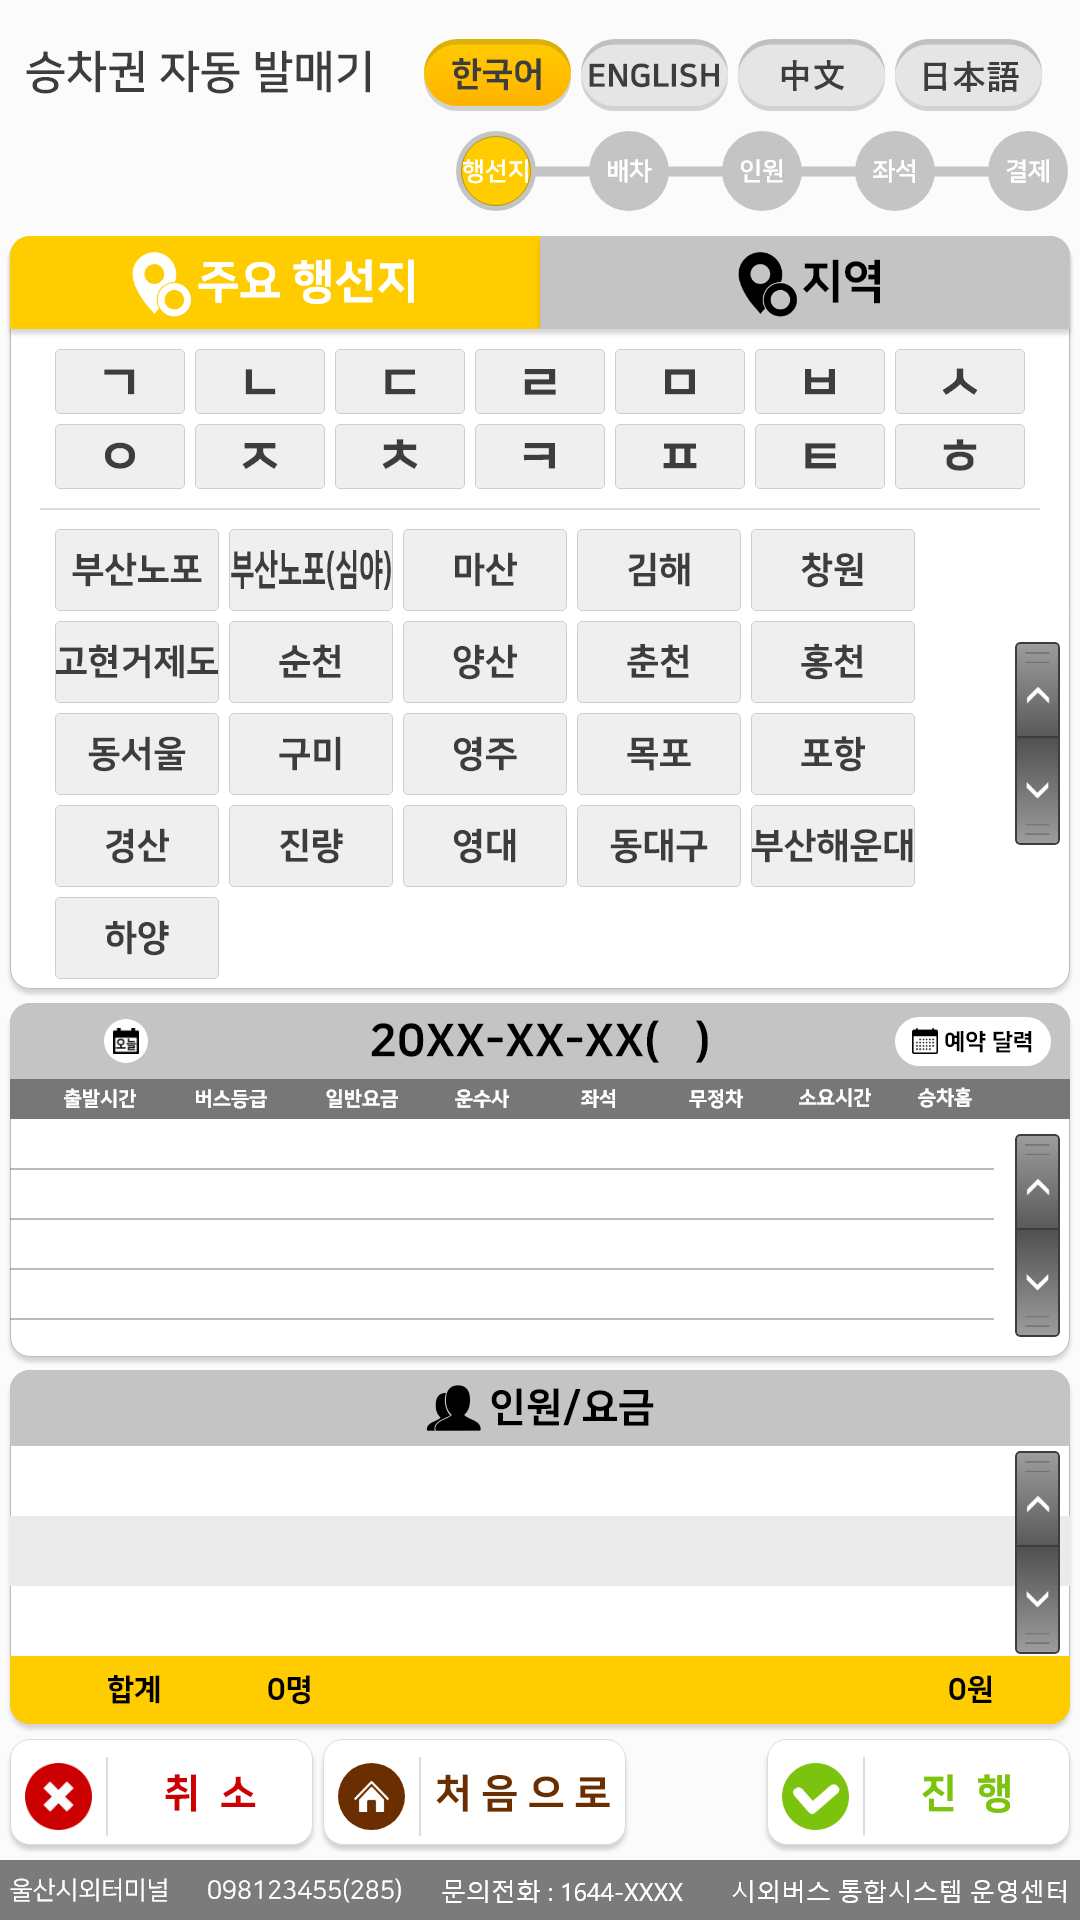 승차권 자동 발매기
한국어 ENGLISH 中文 日本語
행선지 배차 인원 좌석 결제
주요 행선지 지역
ㄱ ㄴ ㄷ ㄹ ㅁ ㅂ ㅅ
ㅇ ㅈ ㅊ ㅋ ㅍ ㅌ ㅎ
부산노포 부산노포(심야) 마산 김해 창원
고현거제도 순천 양산 춘천 홍천
동서울 구미 영주 목포 포항
경산 진량 영대 동대구 부산해운대
하양
오늘 20XX-XX-XX( ) 예약 달력
출발시간 버스등급 일반요금 운수사 좌석 무정차 소요시간 승차홈
인원/요금
합계 0명 0원
취 소 처음으로 진 행
울산시외터미널 098123455(285) 문의전화 : 1644-XXXX 시외버스 통합시스템 운영센터